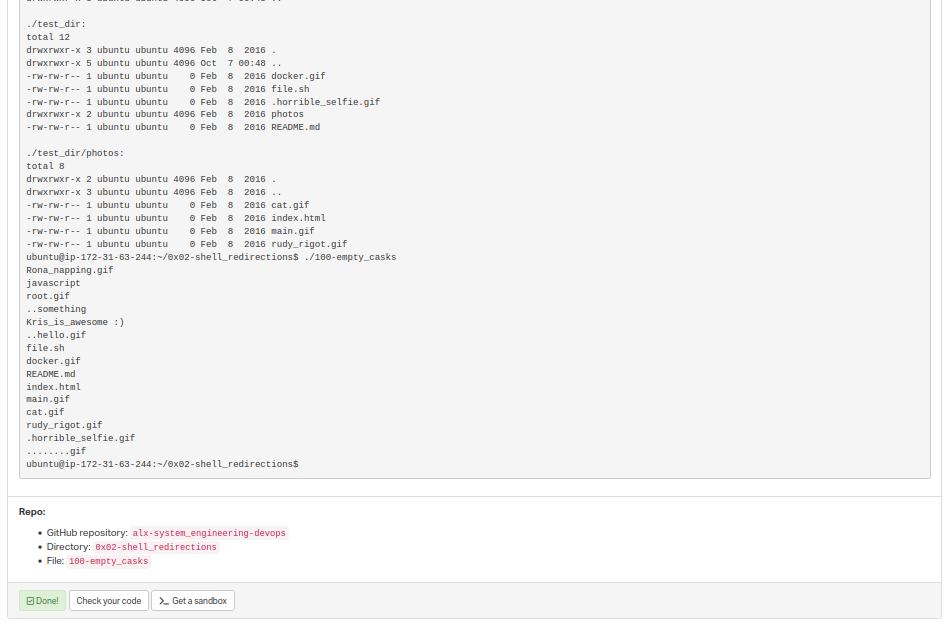 ./test_dir:
total 12
drwxrwxr-x 3 ubuntu ubuntu 4096 Feb  8  2016 .
drwxrwxr-x 5 ubuntu ubuntu 4096 Oct  7 00:48 ..
-rw-rw-r-- 1 ubuntu ubuntu    0 Feb  8  2016 docker.gif
-rw-rw-r-- 1 ubuntu ubuntu    0 Feb  8  2016 file.sh
-rw-rw-r-- 1 ubuntu ubuntu    0 Feb  8  2016 .horrible_selfie.gif
drwxrwxr-x 2 ubuntu ubuntu 4096 Feb  8  2016 photos
-rw-rw-r-- 1 ubuntu ubuntu    0 Feb  8  2016 README.md
./test_dir/photos:
total 8
drwxrwxr-x 2 ubuntu ubuntu 4096 Feb  8  2016 .
drwxrwxr-x 3 ubuntu ubuntu 4096 Feb  8  2016 ..
-rw-rw-r-- 1 ubuntu ubuntu    0 Feb  8  2016 cat.gif
-rw-rw-r-- 1 ubuntu ubuntu    0 Feb  8  2016 index.html
-rw-rw-r-- 1 ubuntu ubuntu    0 Feb  8  2016 main.gif
-rw-rw-r-- 1 ubuntu ubuntu    0 Feb  8  2016 rudy_rigot.gif
ubuntu@ip-172-31-63-244:~/0x02-shell_redirections$ ./100-empty_casks
Rona_napping.gif
javascript
root.gif
..something
Kris_is_awesome :)
..hello.gif
file.sh
docker.gif
README.md
index.html
main.gif
cat.gif
rudy_rigot.gif
.horrible_selfie.gif
........gif
ubuntu@ip-172-31-63-244:~/0x02-shell_redirections$
Repo:
• GitHub repository: alx-system_engineering-devops
• Directory: 0x02-shell_redirections
• File: 100-empty_casks
Done! Check your code >_ Get a sandbox